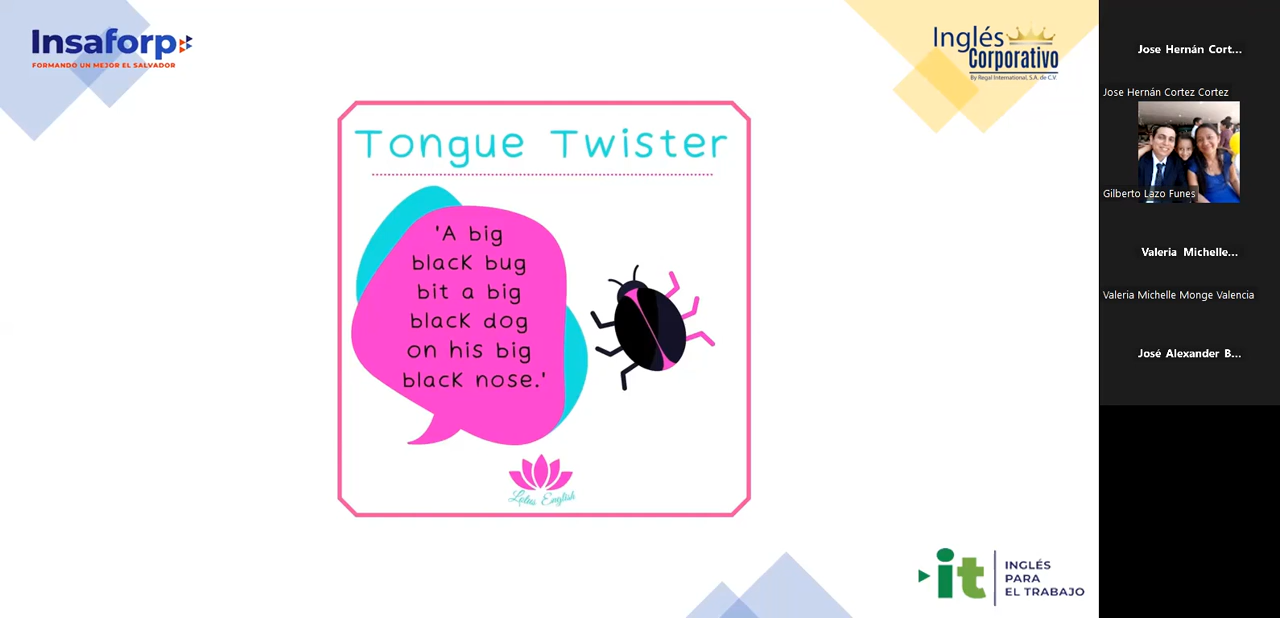 Insaforp
FORMANDO UN MEJOR EL SALVADOR
Inglés
Corporativo
By Regal International, S.A. de C.V.
Tongue Twister
'A big
black bug
bit a big
black dog
on his big
black nose.'
Lotus English
it
INGLÉS
PARA
EL TRABAJO
Jose Hernán Cort...
Jose Hernán Cortez Cortez
Gilberto Lazo Funes
Valeria Michelle...
Valeria Michelle Monge Valencia
José Alexander B...